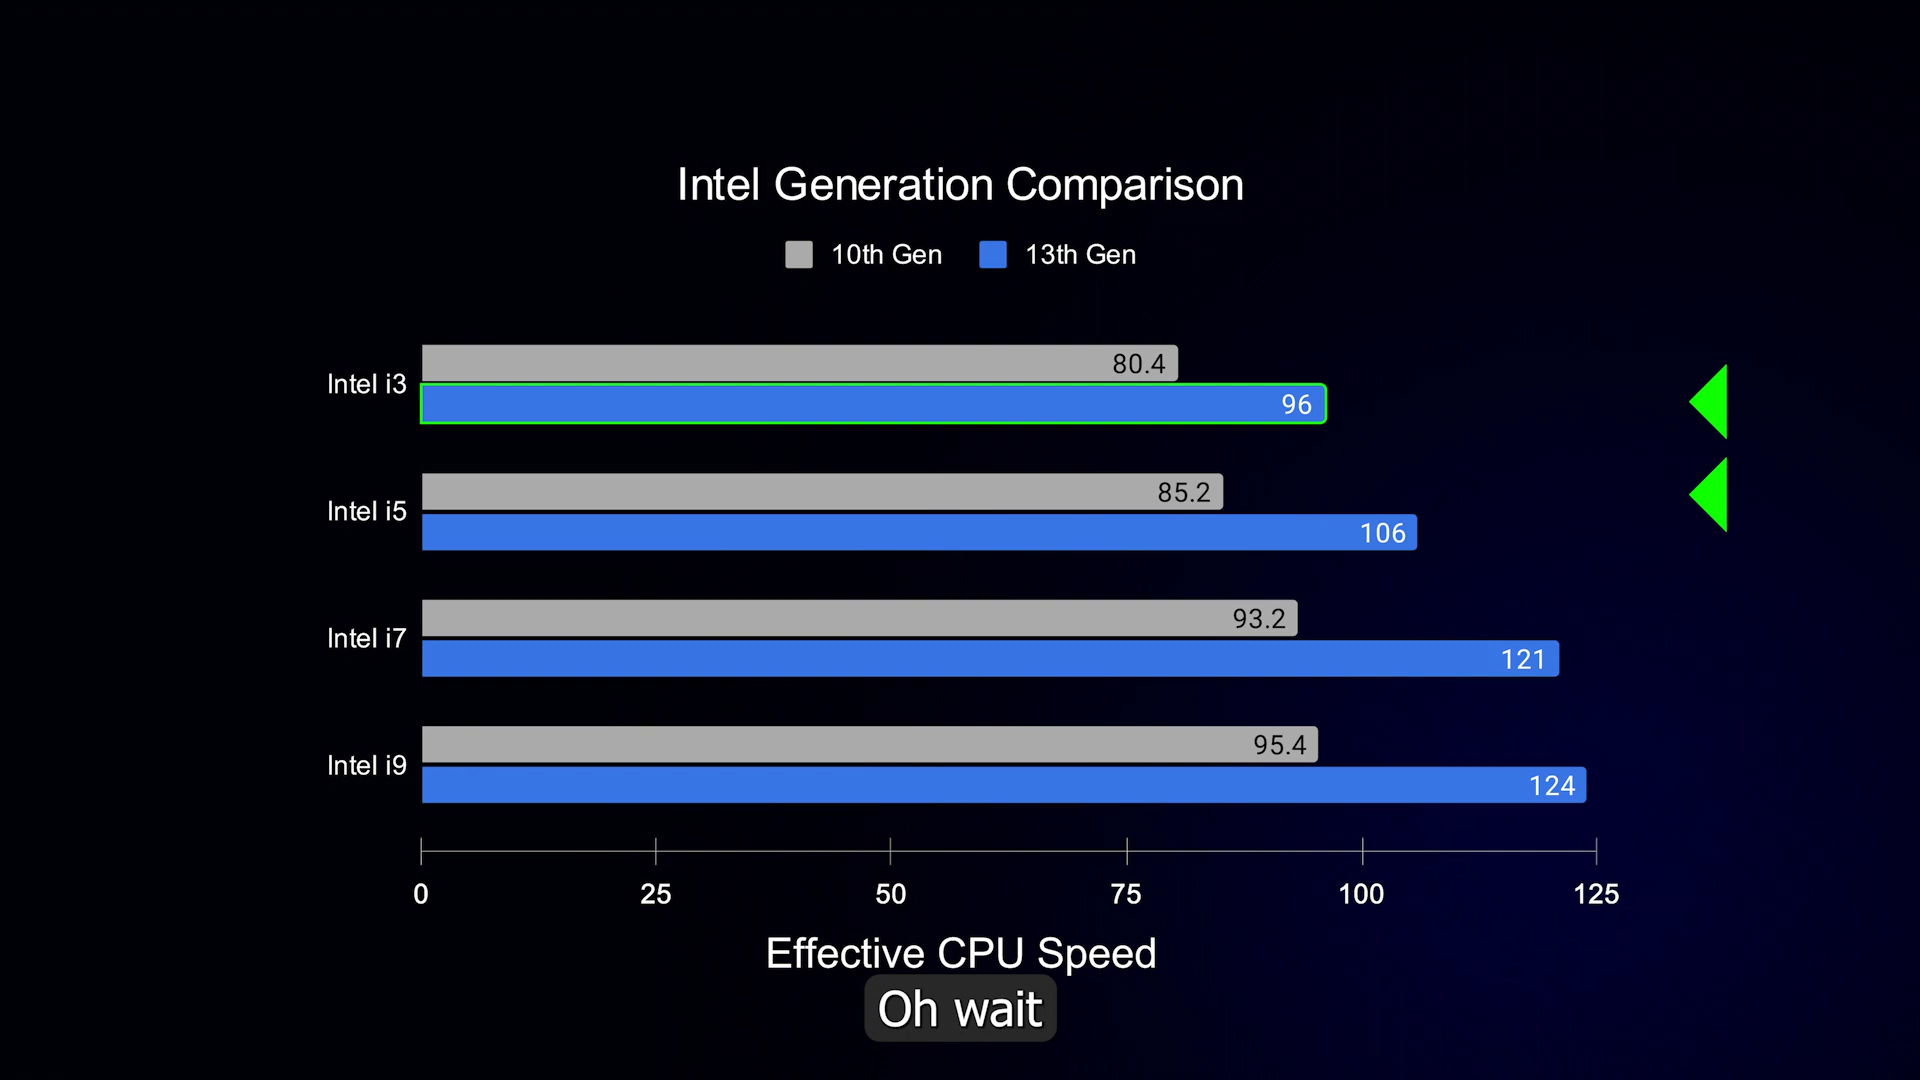 Intel Generation Comparison
10th Gen 13th Gen
Intel i3
80.4
96
Intel i5
85.2
106
Intel i7
93.2
121
Intel i9
95.4
124
0 25 50 75 100 125
Effective CPU Speed
Oh wait